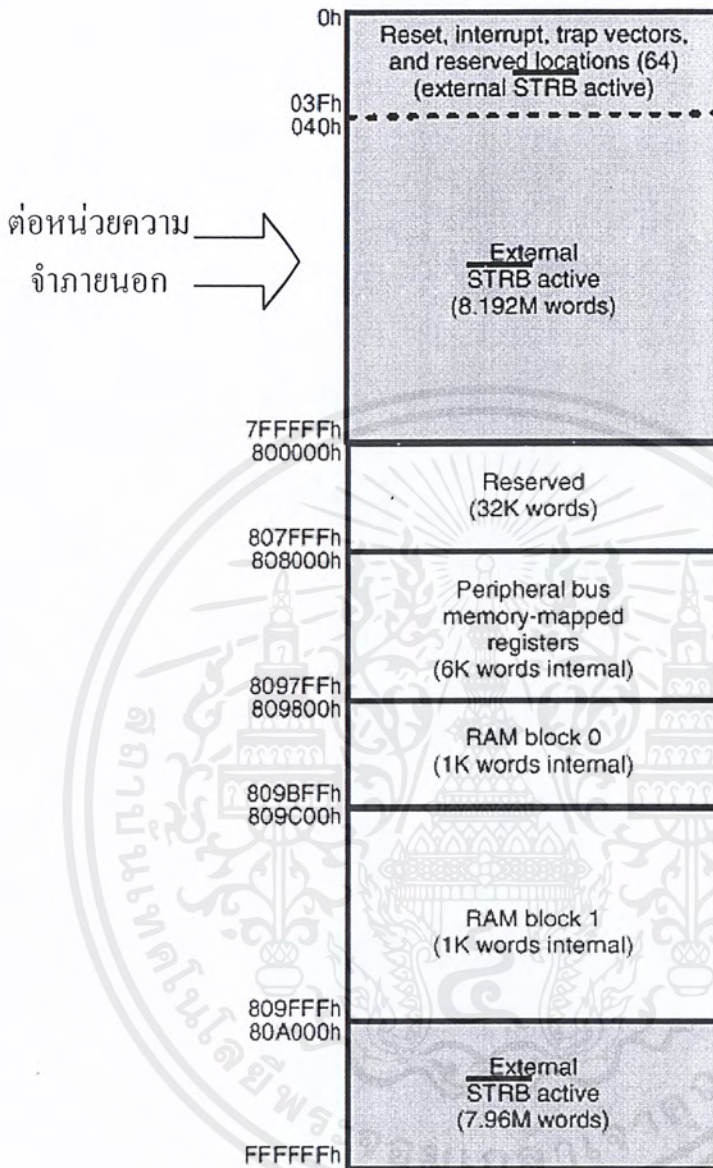 0h
Reset, interrupt, trap vectors,
and reserved locations (64)
(external STRB active)
03Fh
040h
ต่อหน่วยความ
จำภายนอก
External
STRB active
(8.192M words)
7FFFFFh
800000h
Reserved
(32K words)
807FFFh
808000h
Peripheral bus
memory-mapped
registers
(6K words internal)
8097FFh
809800h
RAM block 0
(1K words internal)
809BFFh
809C00h
RAM block 1
(1K words internal)
809FFFh
80A000h
External
STRB active
(7.96M words)
FFFFFFh